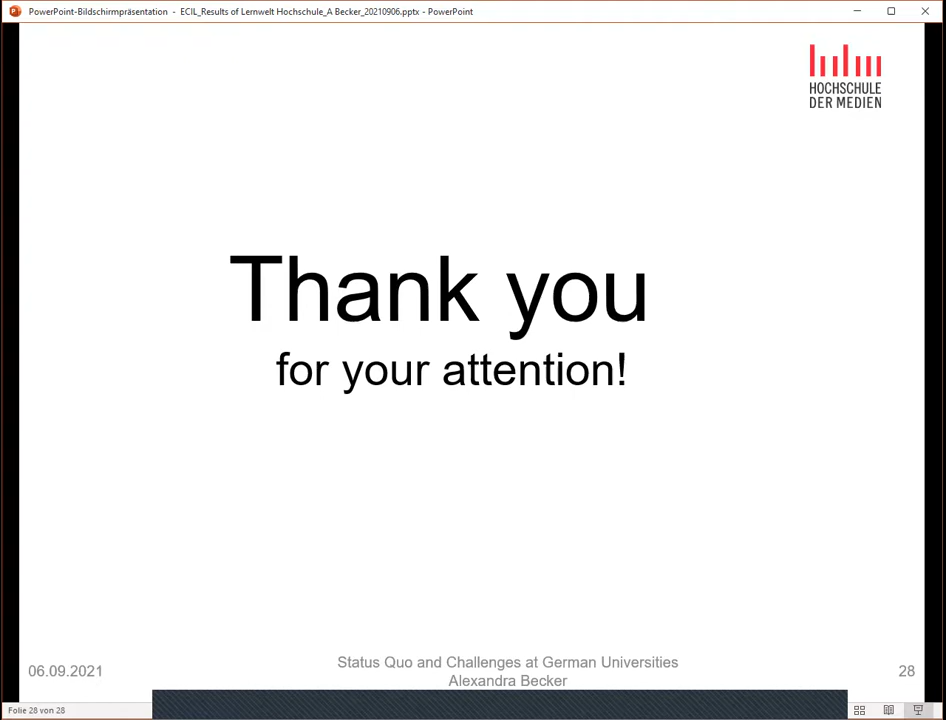 PowerPoint-Bildschirmpräsentation - ECIL_Results of Lernwelt Hochschule_A Becker_20210906.pptx - PowerPoint
HOCHSCHULE
DER MEDIEN
Thank you
for your attention!
06.09.2021
Status Quo and Challenges at German Universities
Alexandra Becker
28
Folie 28 von 28